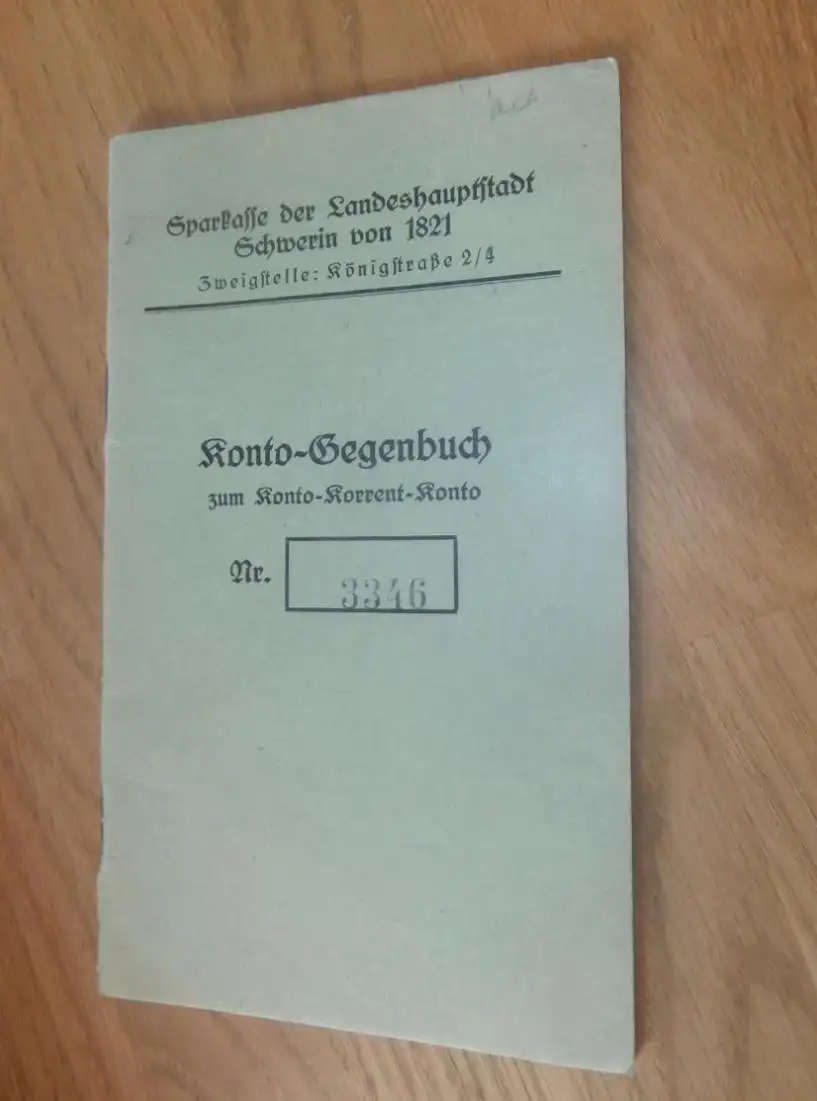 Sparkasse der Landeshauptstadt
Schwerin von 1821
Zweigstelle: Königstraße 2/4
Konto-Gegenbuch
zum Konto-Korrent-Konto
Nr. 3346